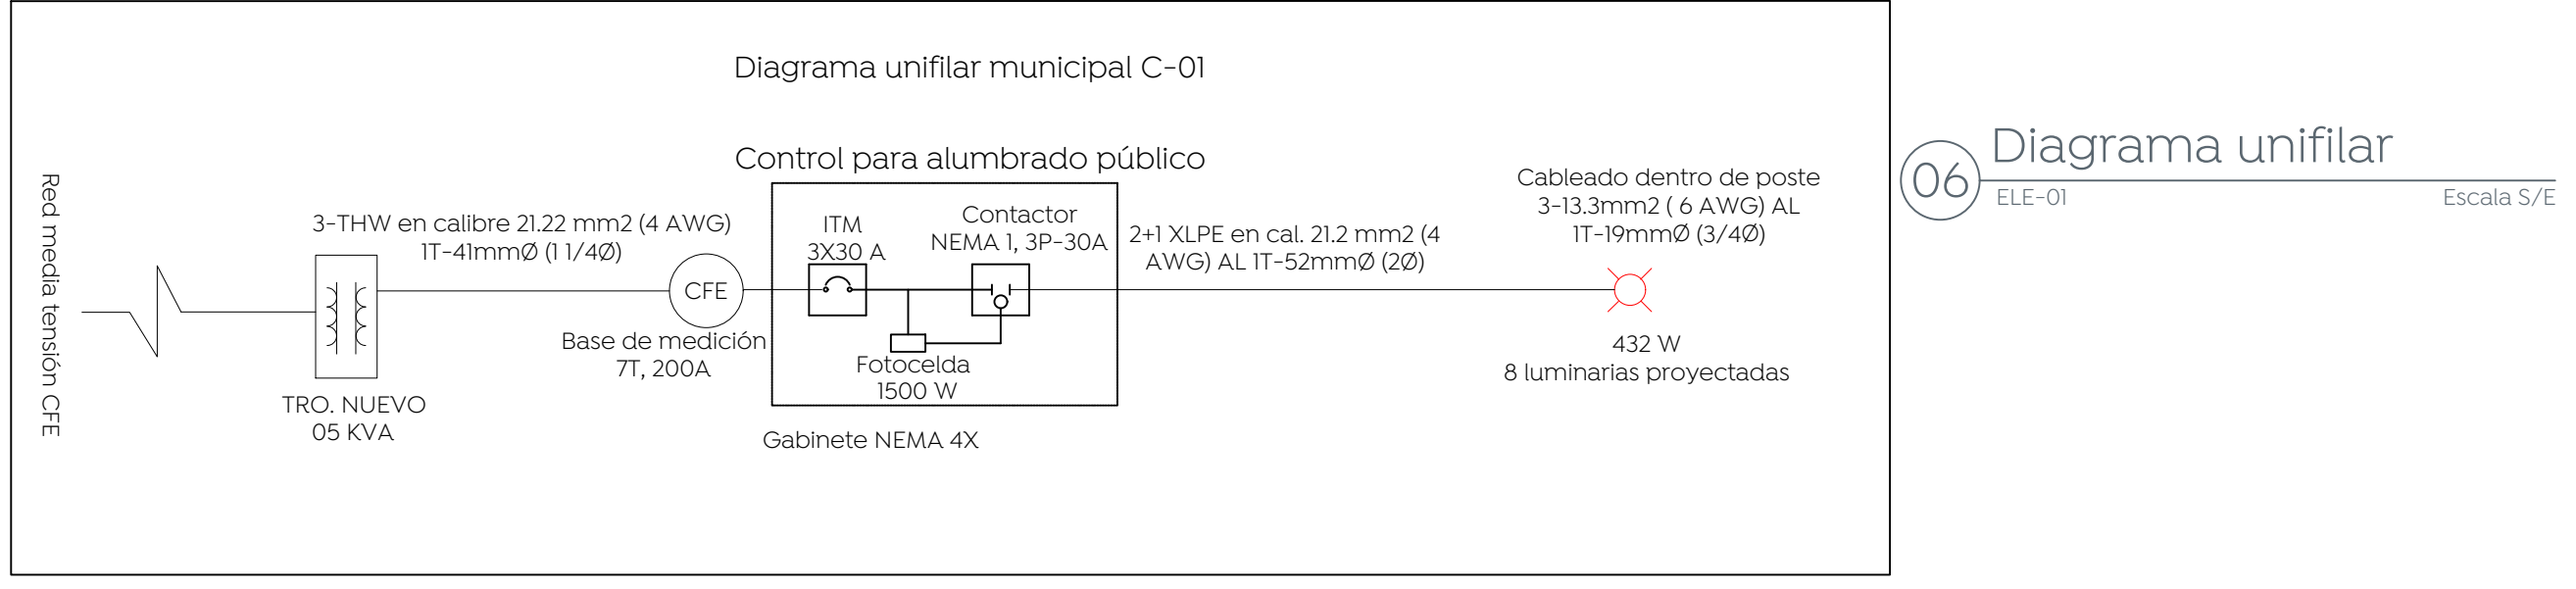 Diagrama unifilar municipal C-01
Control para alumbrado público
Red media tensión CFE
3-THW en calibre 21.22 mm2 (4 AWG)
1T-41mmØ (1 1/4Ø)
TRO. NUEVO
05 KVA
CFE
Base de medición
7T, 200A
ITM
3X30 A
Contactor
NEMA 1, 3P-30A
Fotocelda
1500 W
Gabinete NEMA 4X
2+1 XLPE en cal. 21.2 mm2 (4
AWG) AL 1T-52mmØ (2Ø)
Cableado dentro de poste
3-13.3mm2 ( 6 AWG) AL
1T-19mmØ (3/4Ø)
432 W
8 luminarias proyectadas
06
Diagrama unifilar
ELE-01
Escala S/E